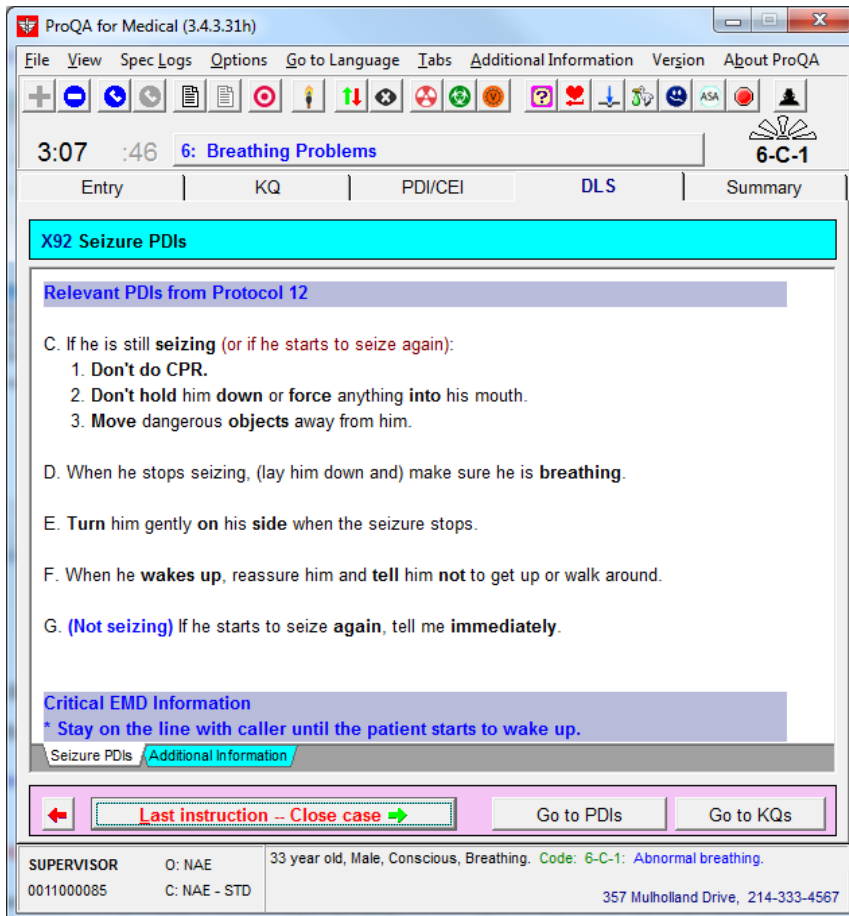 ProQA for Medical (3.4.3.31h)
File View Spec Logs Options Go to Language Tabs Additional Information Version About ProQA
?
ASA
V
3:07 :46 6: Breathing Problems 6-C-1
Entry KQ PDI/CEI DLS Summary
X92 Seizure PDIs
Relevant PDIs from Protocol 12
C. If he is still seizing (or if he starts to seize again):
1. Don't do CPR.
2. Don't hold him down or force anything into his mouth.
3. Move dangerous objects away from him.
D. When he stops seizing, (lay him down and) make sure he is breathing.
E. Turn him gently on his side when the seizure stops.
F. When he wakes up, reassure him and tell him not to get up or walk around.
G. (Not seizing) If he starts to seize again, tell me immediately.
Critical EMD Information
* Stay on the line with caller until the patient starts to wake up.
Seizure PDIs Additional Information
Last instruction -- Close case Go to PDIs Go to KQs
SUPERVISOR O: NAE 33 year old, Male, Conscious, Breathing. Code: 6-C-1: Abnormal breathing.
0011000085 C: NAE - STD 357 Mulholland Drive, 214-333-4567